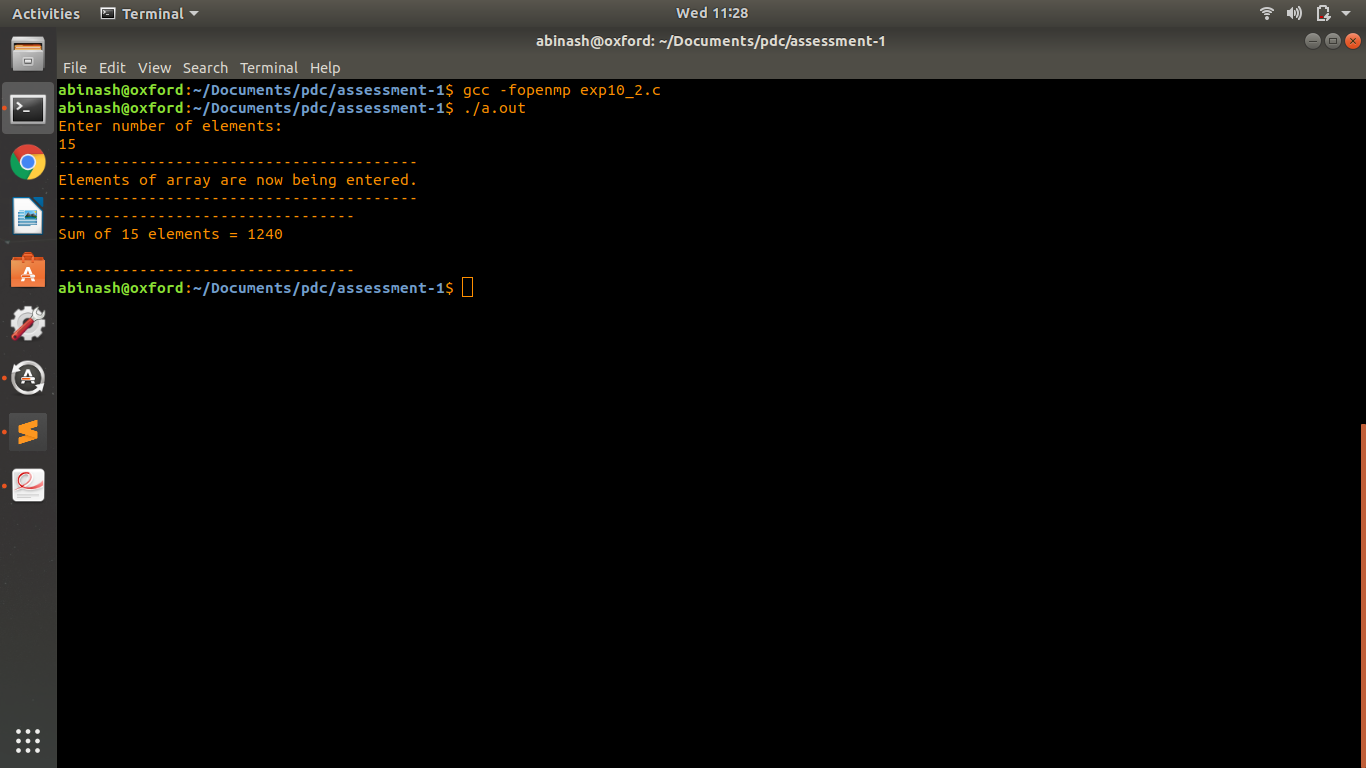 Activities Terminal Wed 11:28
abinash@oxford: ~/Documents/pdc/assessment-1
File Edit View Search Terminal Help
abinash@oxford:~/Documents/pdc/assessment-1$ gcc -fopenmp exp10_2.c
abinash@oxford:~/Documents/pdc/assessment-1$ ./a.out
Enter number of elements:
15
----------------------------------------
Elements of array are now being entered.
----------------------------------------
---------------------------------
Sum of 15 elements = 1240
---------------------------------
abinash@oxford:~/Documents/pdc/assessment-1$